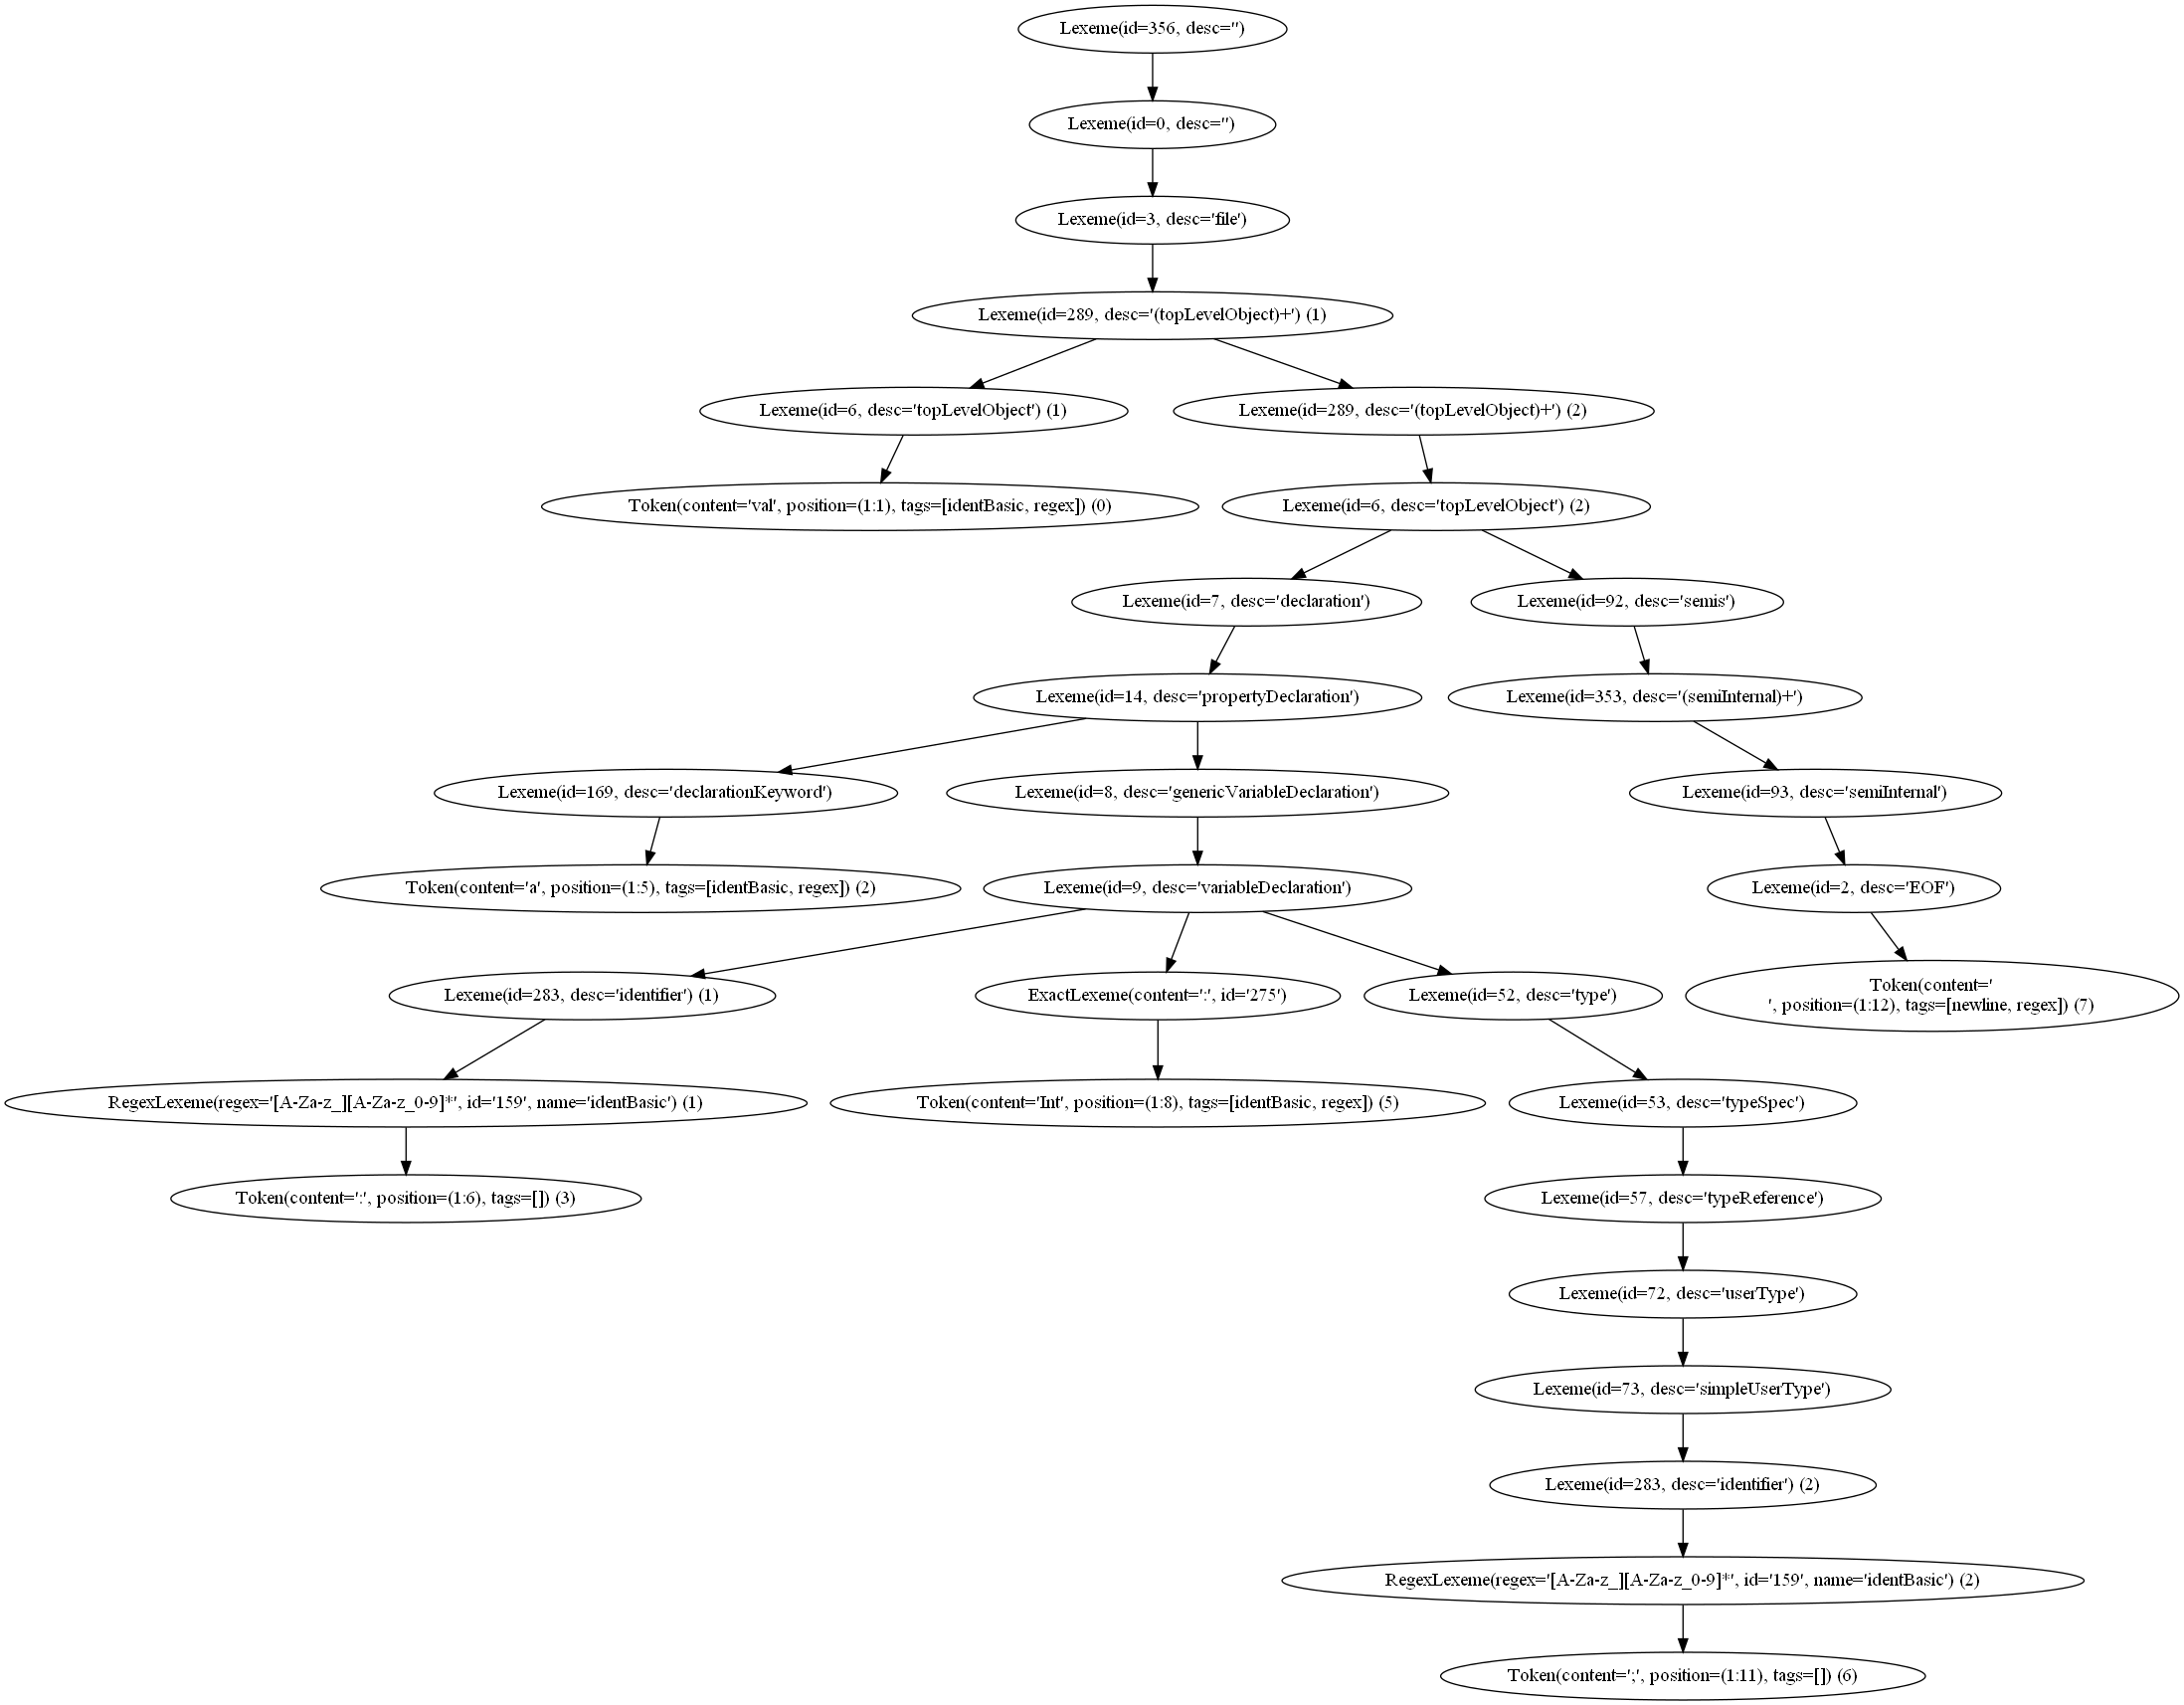 Lexeme(id=356, desc='')
Lexeme(id=0, desc='')
Lexeme(id=3, desc='file')
Lexeme(id=289, desc='(topLevelObject)+') (1)
Lexeme(id=6, desc='topLevelObject') (1)
Lexeme(id=289, desc='(topLevelObject)+') (2)
Token(content='val', position=(1:1), tags=[identBasic, regex]) (0)
Lexeme(id=6, desc='topLevelObject') (2)
Lexeme(id=7, desc='declaration')
Lexeme(id=92, desc='semis')
Lexeme(id=14, desc='propertyDeclaration')
Lexeme(id=353, desc='(semiInternal)+')
Lexeme(id=169, desc='declarationKeyword')
Lexeme(id=8, desc='genericVariableDeclaration')
Lexeme(id=93, desc='semiInternal')
Token(content='a', position=(1:5), tags=[identBasic, regex]) (2)
Lexeme(id=9, desc='variableDeclaration')
Lexeme(id=2, desc='EOF')
Lexeme(id=283, desc='identifier') (1)
ExactLexeme(content=':', id='275')
Lexeme(id=52, desc='type')
Token(content='
', position=(1:12), tags=[newline, regex]) (7)
RegexLexeme(regex='[A-Za-z_][A-Za-z_0-9]*', id='159', name='identBasic') (1)
Token(content='Int', position=(1:8), tags=[identBasic, regex]) (5)
Lexeme(id=53, desc='typeSpec')
Token(content=':', position=(1:6), tags=[]) (3)
Lexeme(id=57, desc='typeReference')
Lexeme(id=72, desc='userType')
Lexeme(id=73, desc='simpleUserType')
Lexeme(id=283, desc='identifier') (2)
RegexLexeme(regex='[A-Za-z_][A-Za-z_0-9]*', id='159', name='identBasic') (2)
Token(content=';', position=(1:11), tags=[]) (6)